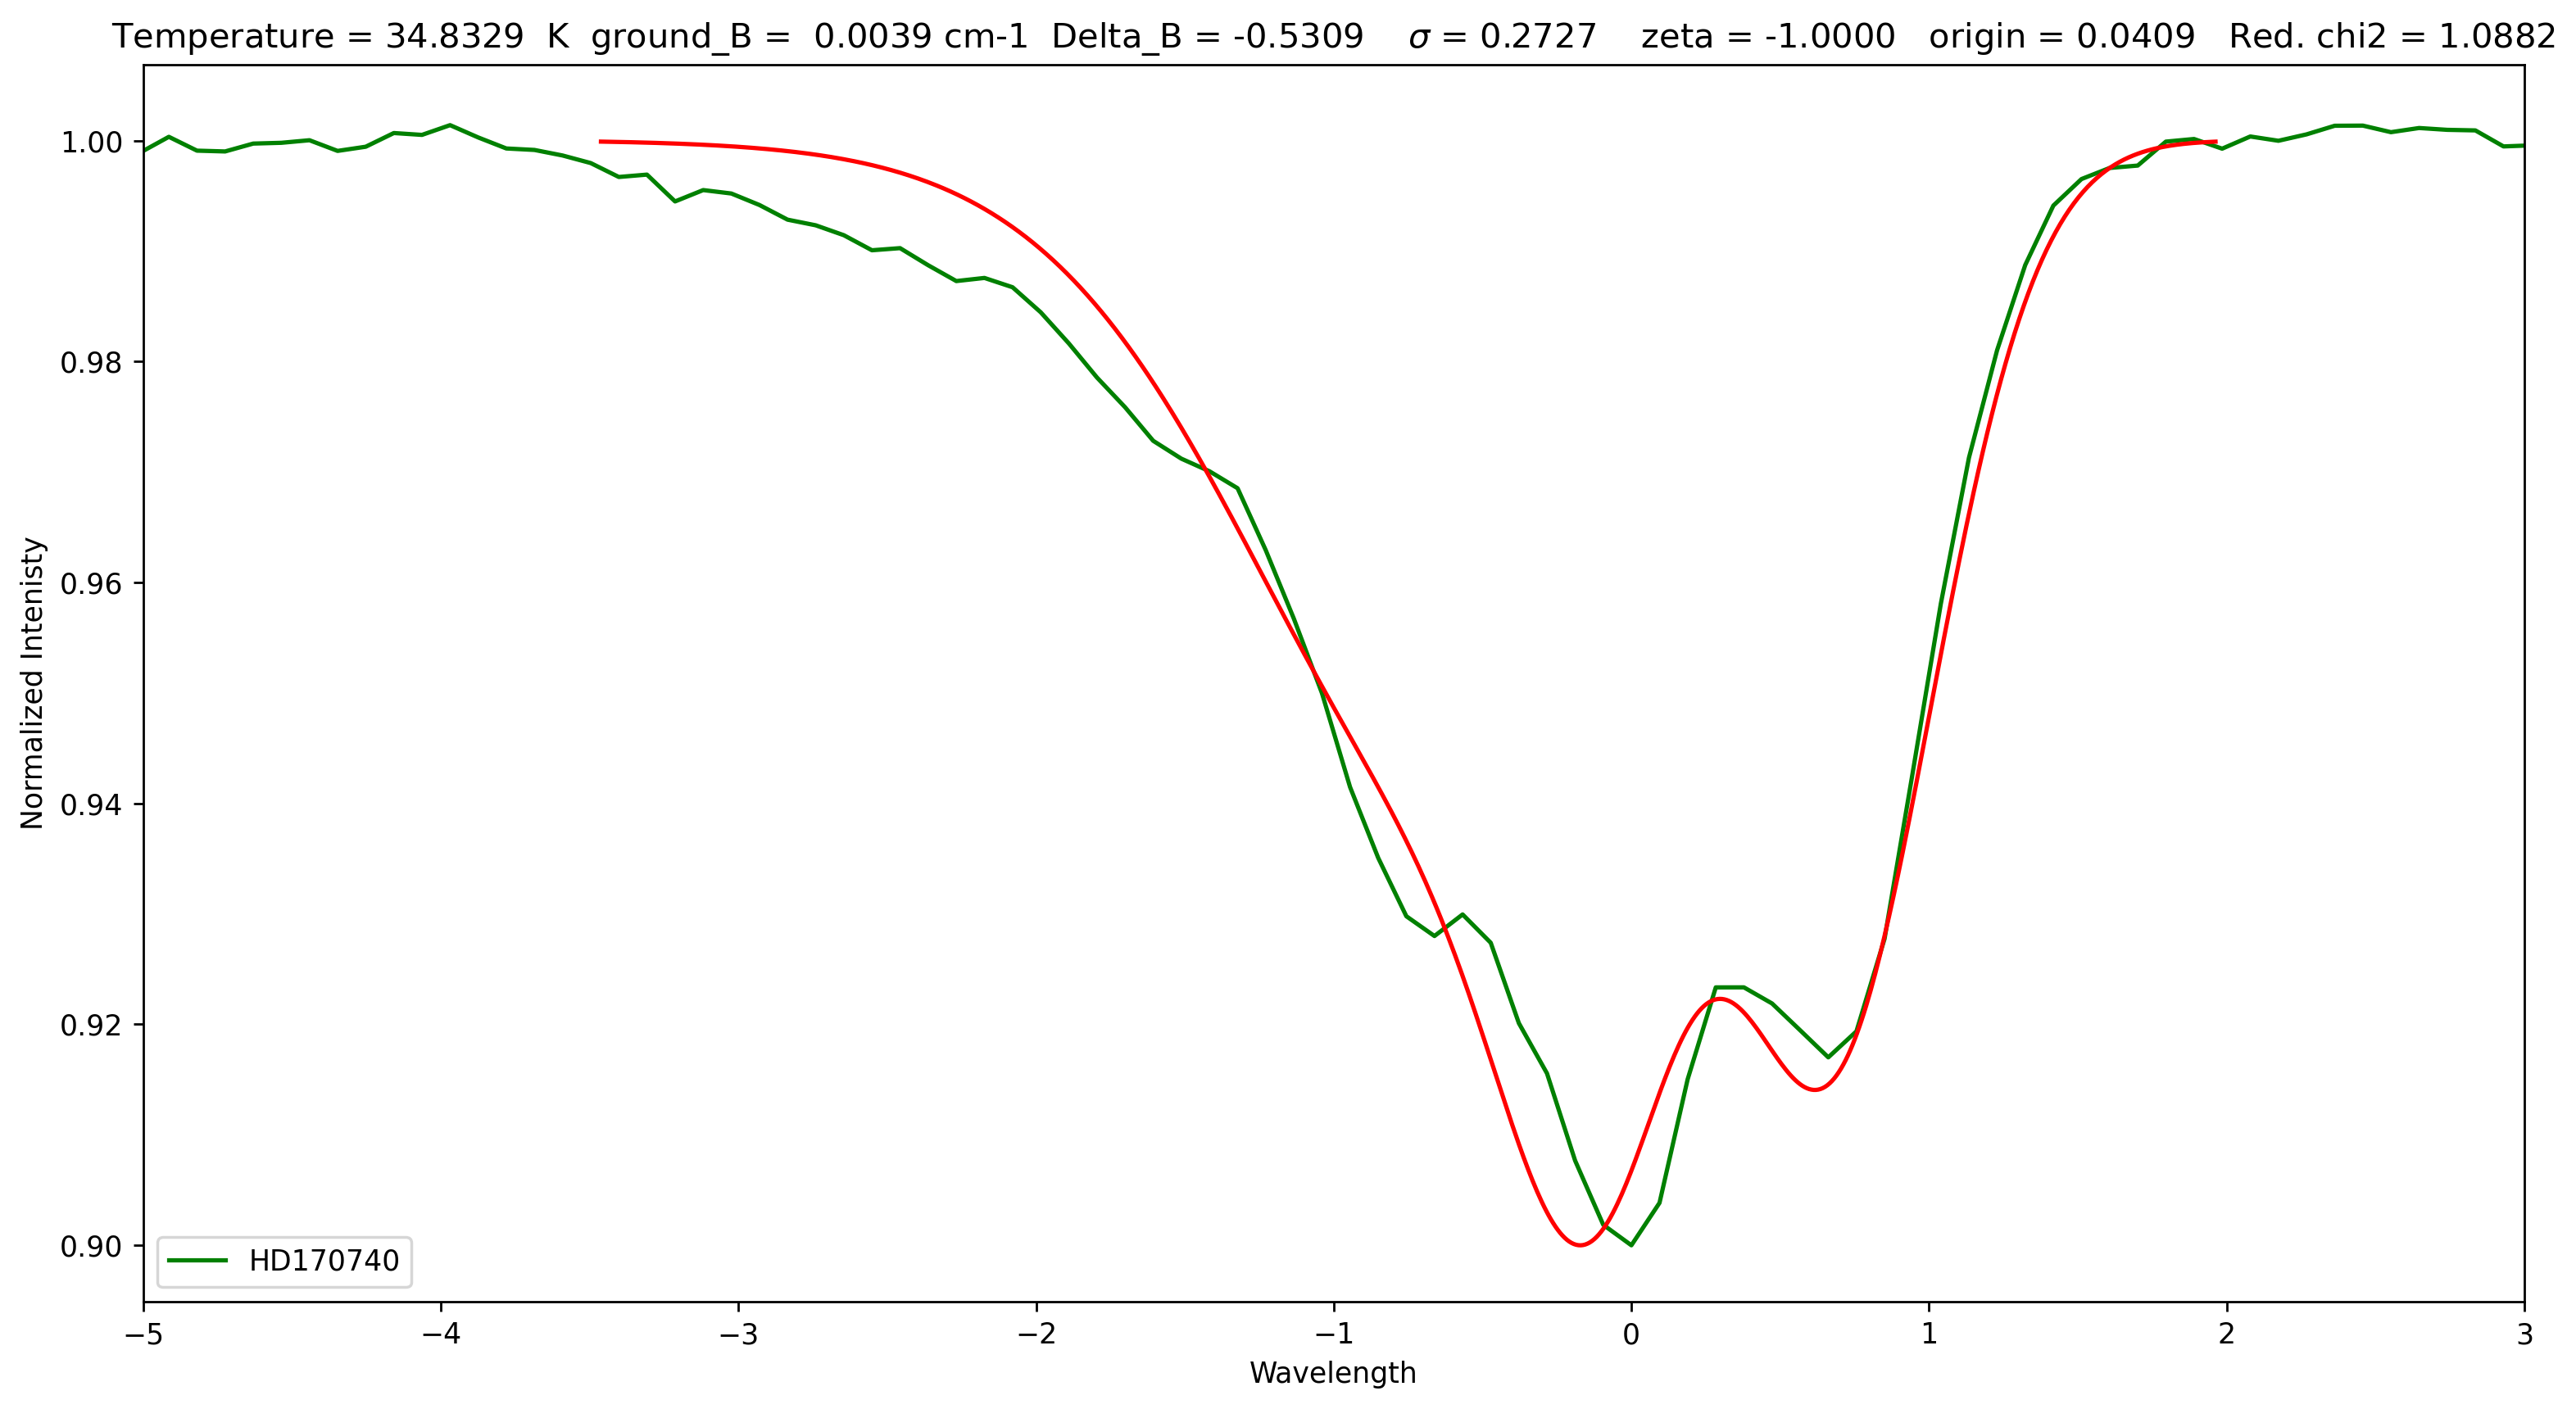 Temperature = 34.8329 K ground_B = 0.0039 cm-1 Delta_B = -0.5309 σ = 0.2727 zeta = -1.0000 origin = 0.0409 Red. chi2 = 1.0882
1.00
0.98
0.96
0.94
0.92
0.90
Normalized Intenisty
HD170740
−5 −4 −3 −2 −1 0 1 2 3
Wavelength